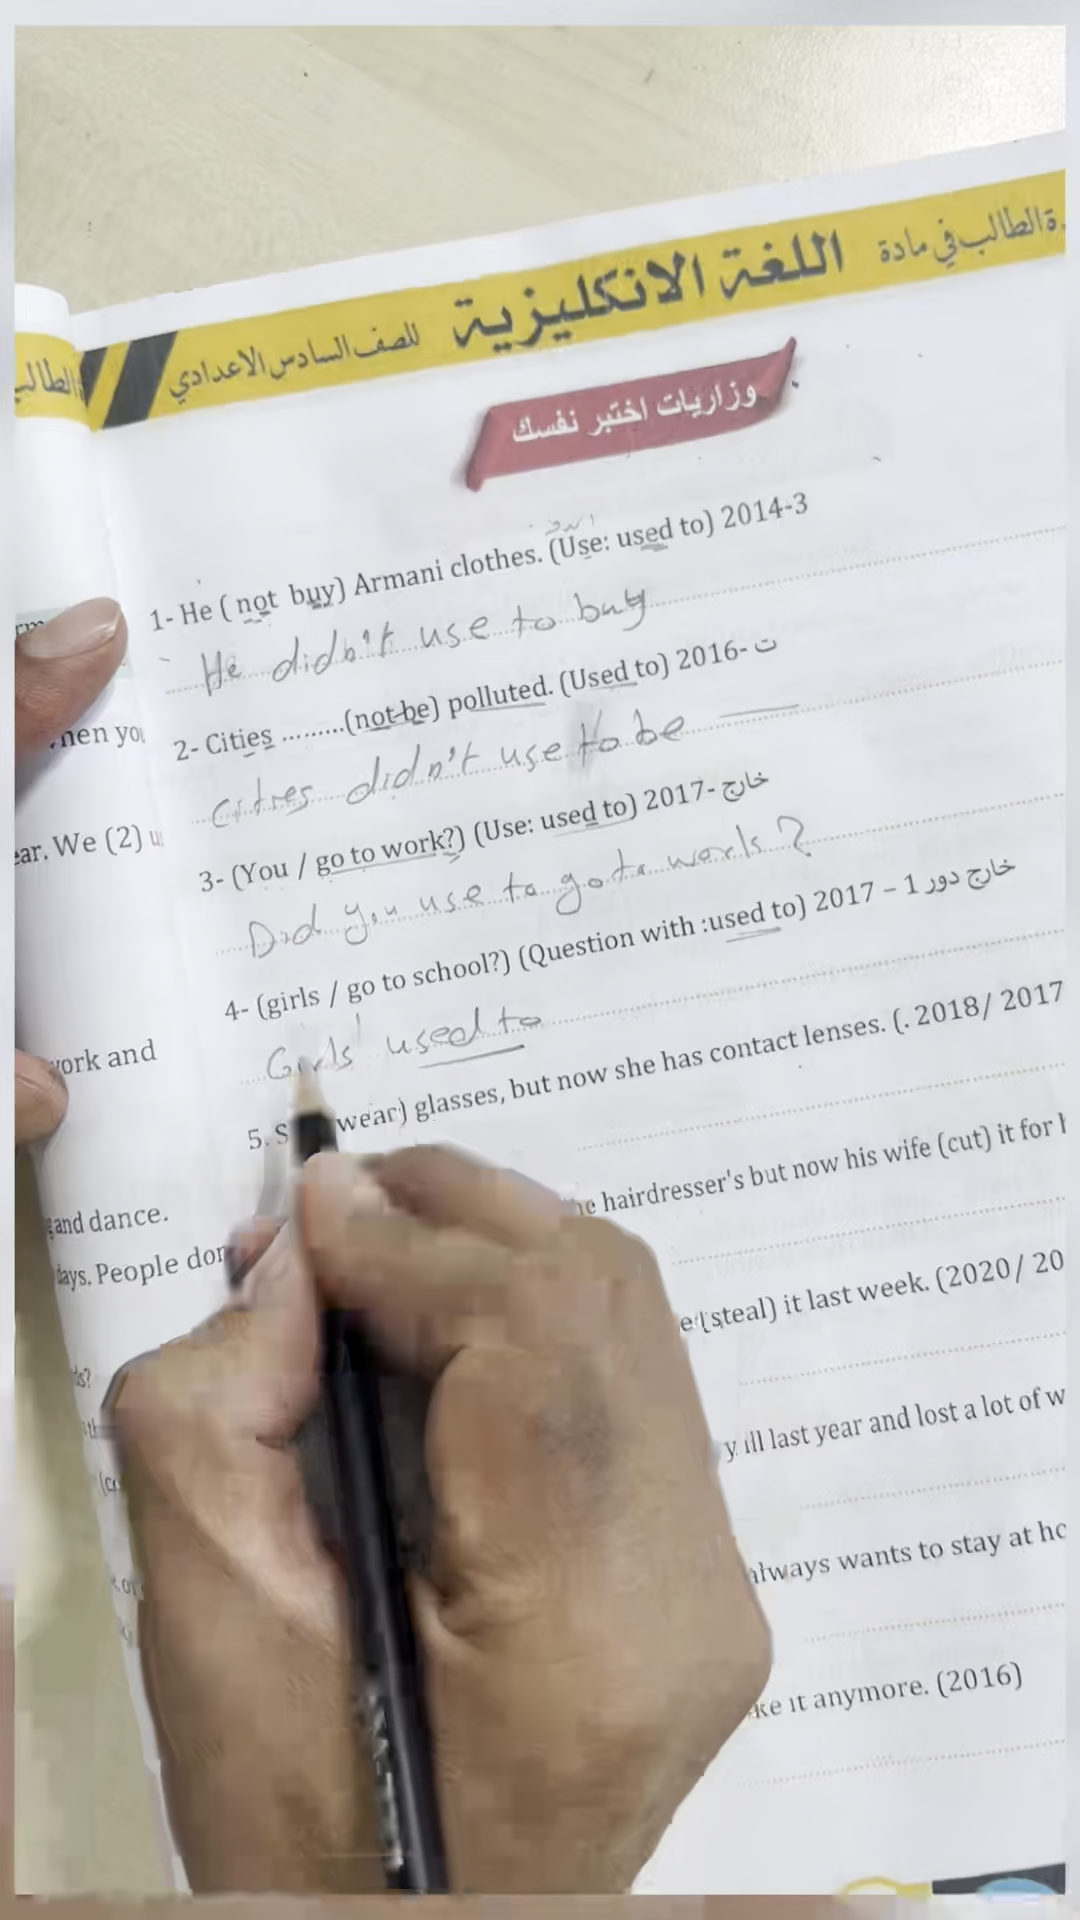 ة الطالب في مادة اللغة الانكليزية للصف السادس الاعدادي
الطالب
وزاريات اختبر نفسك
1- He ( not buy) Armani clothes. (Use: used to) 2014-3
He didn't use to buy
2- Cities .........(not-be) polluted. (Used to) 2016- ت
Cities didn't use to be
3- (You / go to work?) (Use: used to) 2017- خارج
Did you use to go to work?
4- (girls / go to school?) (Question with :used to) 2017 – 1 خارج دور
Girls used to
5. S wear) glasses, but now she has contact lenses. (. 2018/ 2017
hairdresser's but now his wife (cut) it for h
(steal) it last week. (2020/ 20
y ill last year and lost a lot of w
always wants to stay at ho
ke it anymore. (2016)
hen you
ear. We (2) u
work and
and dance.
days. People don